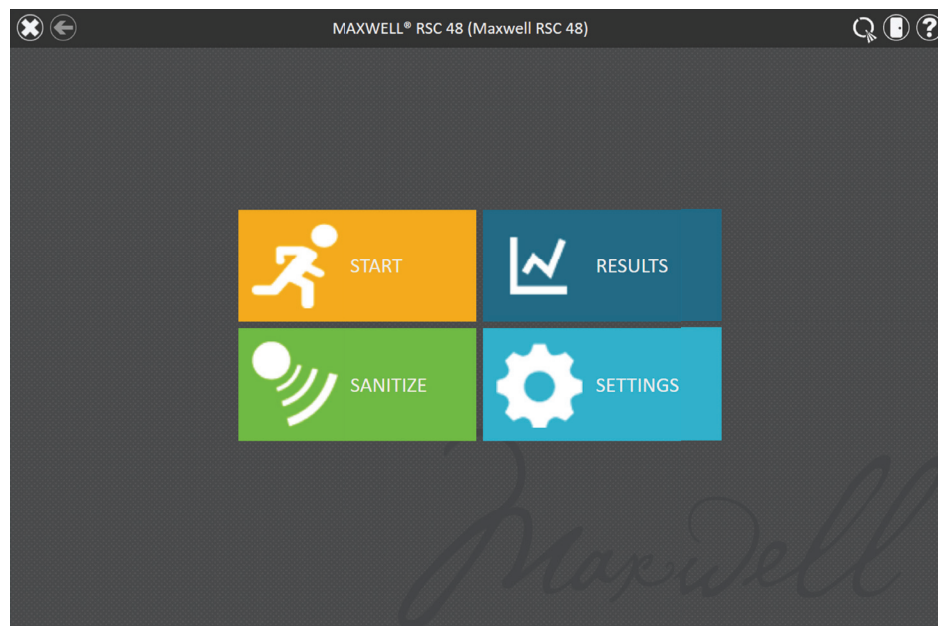 MAXWELL® RSC 48 (Maxwell RSC 48)
START
RESULTS
SANITIZE
SETTINGS
Maxwell